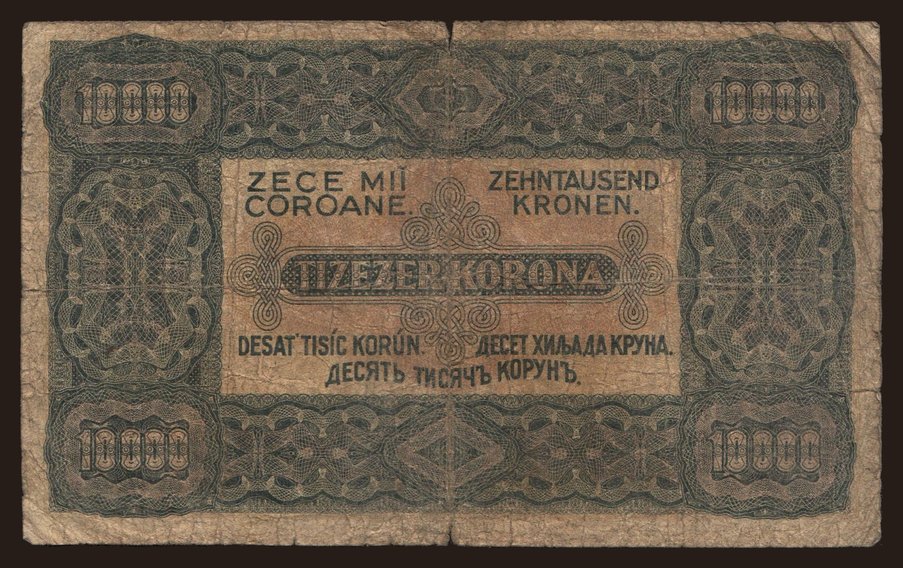 10000
10000
ZECE MII
COROANE.
ZEHNTAUSEND
KRONEN.
TIZEZER KORONA
DESAŤ TISÍC KORÚN.
ДЕСЕТ ХИЉАДА КРУНА.
ДЕСЯТЬ ТИСЯЧЪ КОРУНЪ.
10000
10000